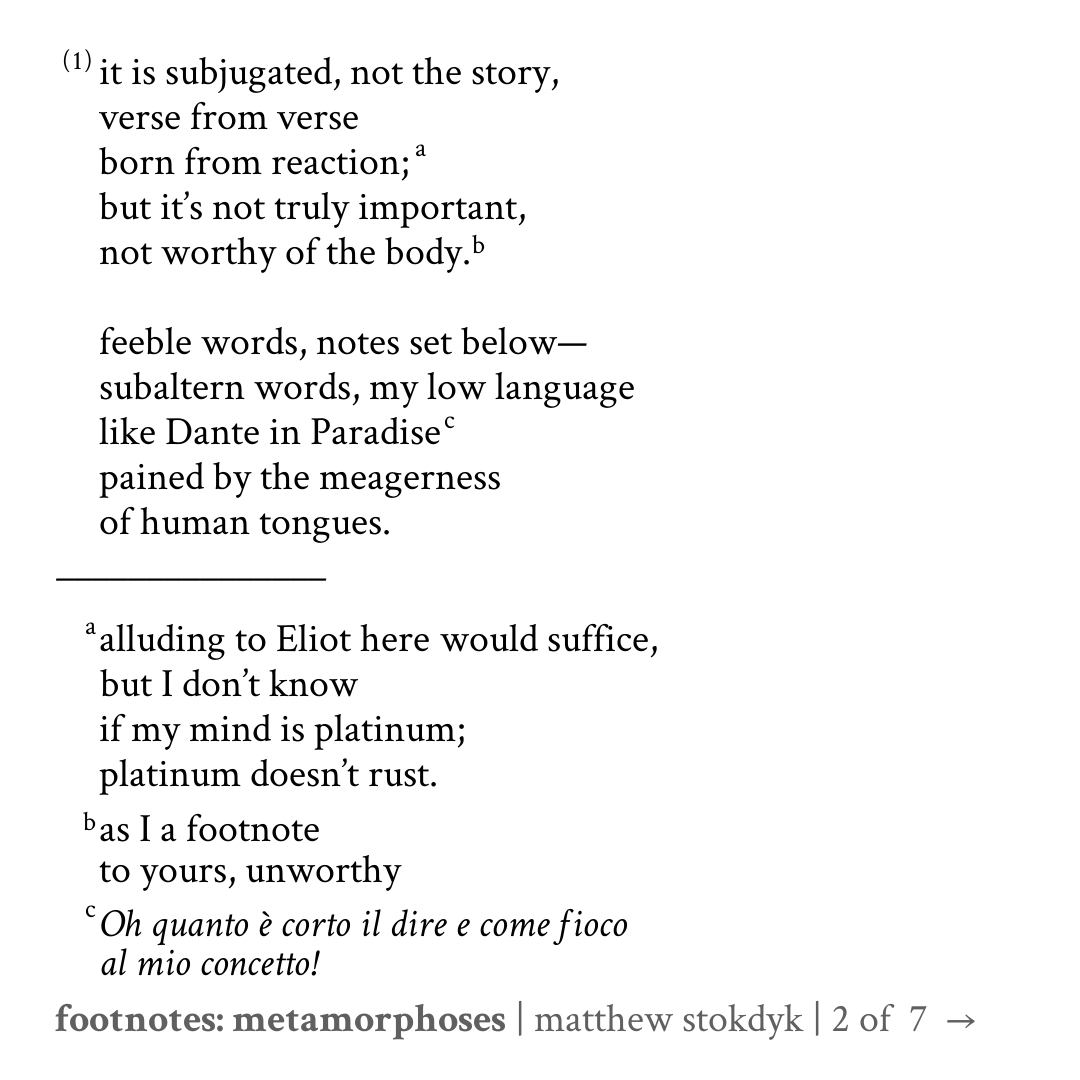 (1) it is subjugated, not the story,
verse from verse
born from reaction; a
but it’s not truly important,
not worthy of the body.b
feeble words, notes set below—
subaltern words, my low language
like Dante in Paradise c
pained by the meagerness
of human tongues.
a alluding to Eliot here would suffice,
but I don’t know
if my mind is platinum;
platinum doesn’t rust.
b as I a footnote
to yours, unworthy
c Oh quanto è corto il dire e come fioco
al mio concetto!
footnotes: metamorphoses | matthew stokdyk | 2 of 7 →